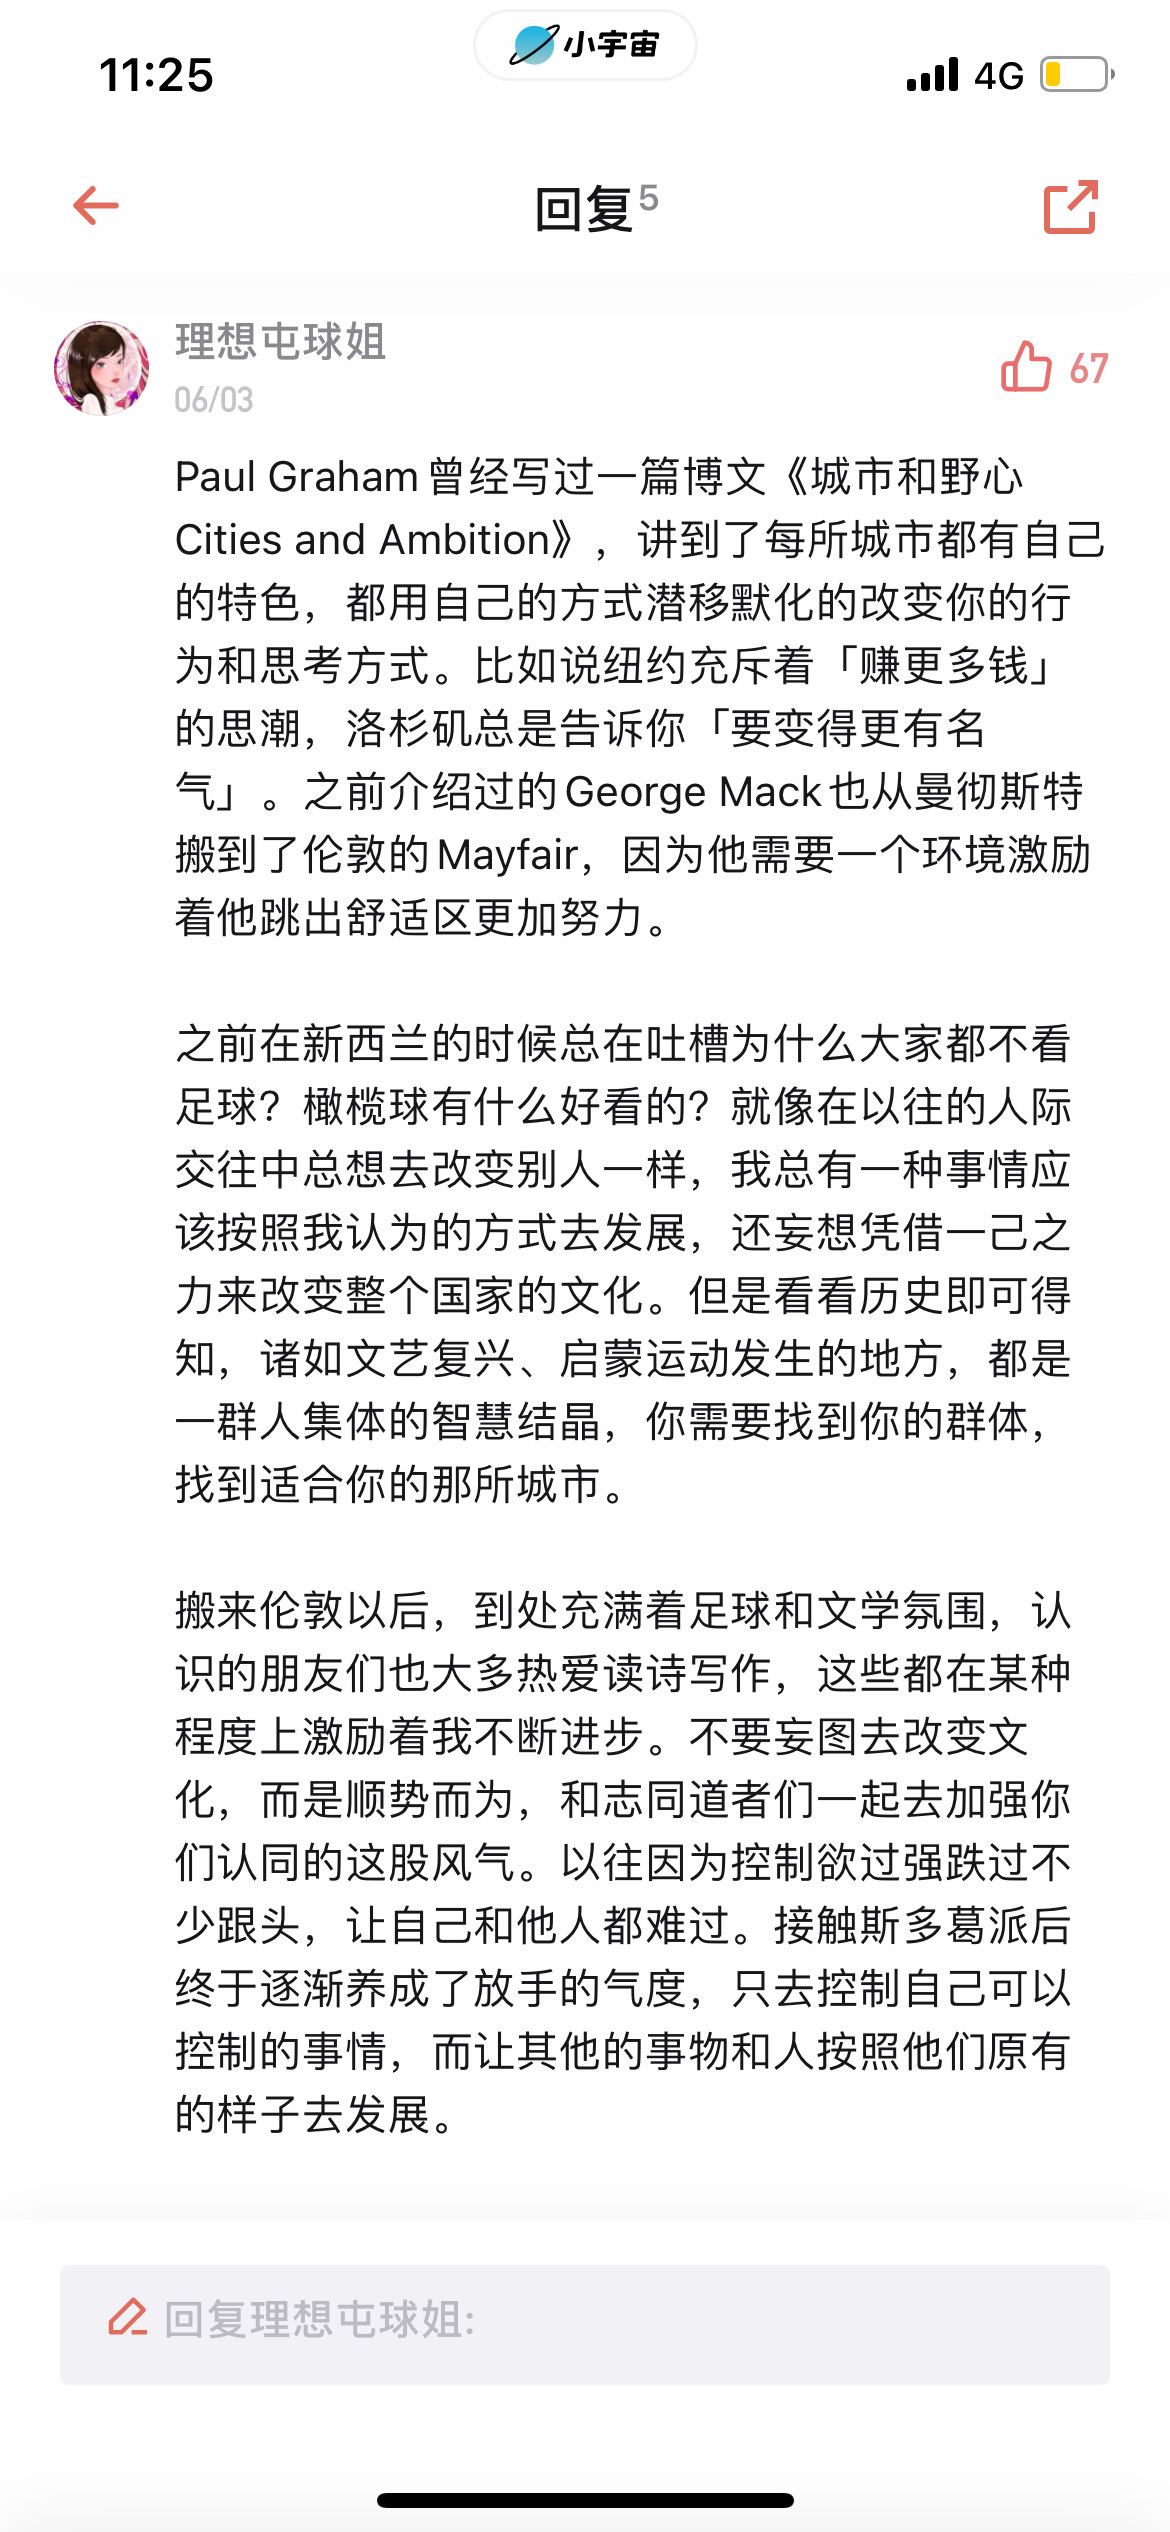 小宇宙
11:25
4G
回复 5
理想屯球姐
06/03
67
Paul Graham曾经写过一篇博文《城市和野心
Cities and Ambition》，讲到了每所城市都有自己
的特色，都用自己的方式潜移默化的改变你的行
为和思考方式。比如说纽约充斥着「赚更多钱」
的思潮，洛杉矶总是告诉你「要变得更有名
气」。之前介绍过的George Mack也从曼彻斯特
搬到了伦敦的Mayfair，因为他需要一个环境激励
着他跳出舒适区更加努力。
之前在新西兰的时候总在吐槽为什么大家都不看
足球？橄榄球有什么好看的？就像在以往的人际
交往中总想去改变别人一样，我总有一种事情应
该按照我认为的方式去发展，还妄想凭借一己之
力来改变整个国家的文化。但是看看历史即可得
知，诸如文艺复兴、启蒙运动发生的地方，都是
一群人集体的智慧结晶，你需要找到你的群体，
找到适合你的那所城市。
搬来伦敦以后，到处充满着足球和文学氛围，认
识的朋友们也大多热爱读诗写作，这些都在某种
程度上激励着我不断进步。不要妄图去改变文
化，而是顺势而为，和志同道者们一起去加强你
们认同的这股风气。以往因为控制欲过强跌过不
少跟头，让自己和他人都难过。接触斯多葛派后
终于逐渐养成了放手的气度，只去控制自己可以
控制的事情，而让其他的事物和人按照他们原有
的样子去发展。
回复理想屯球姐: